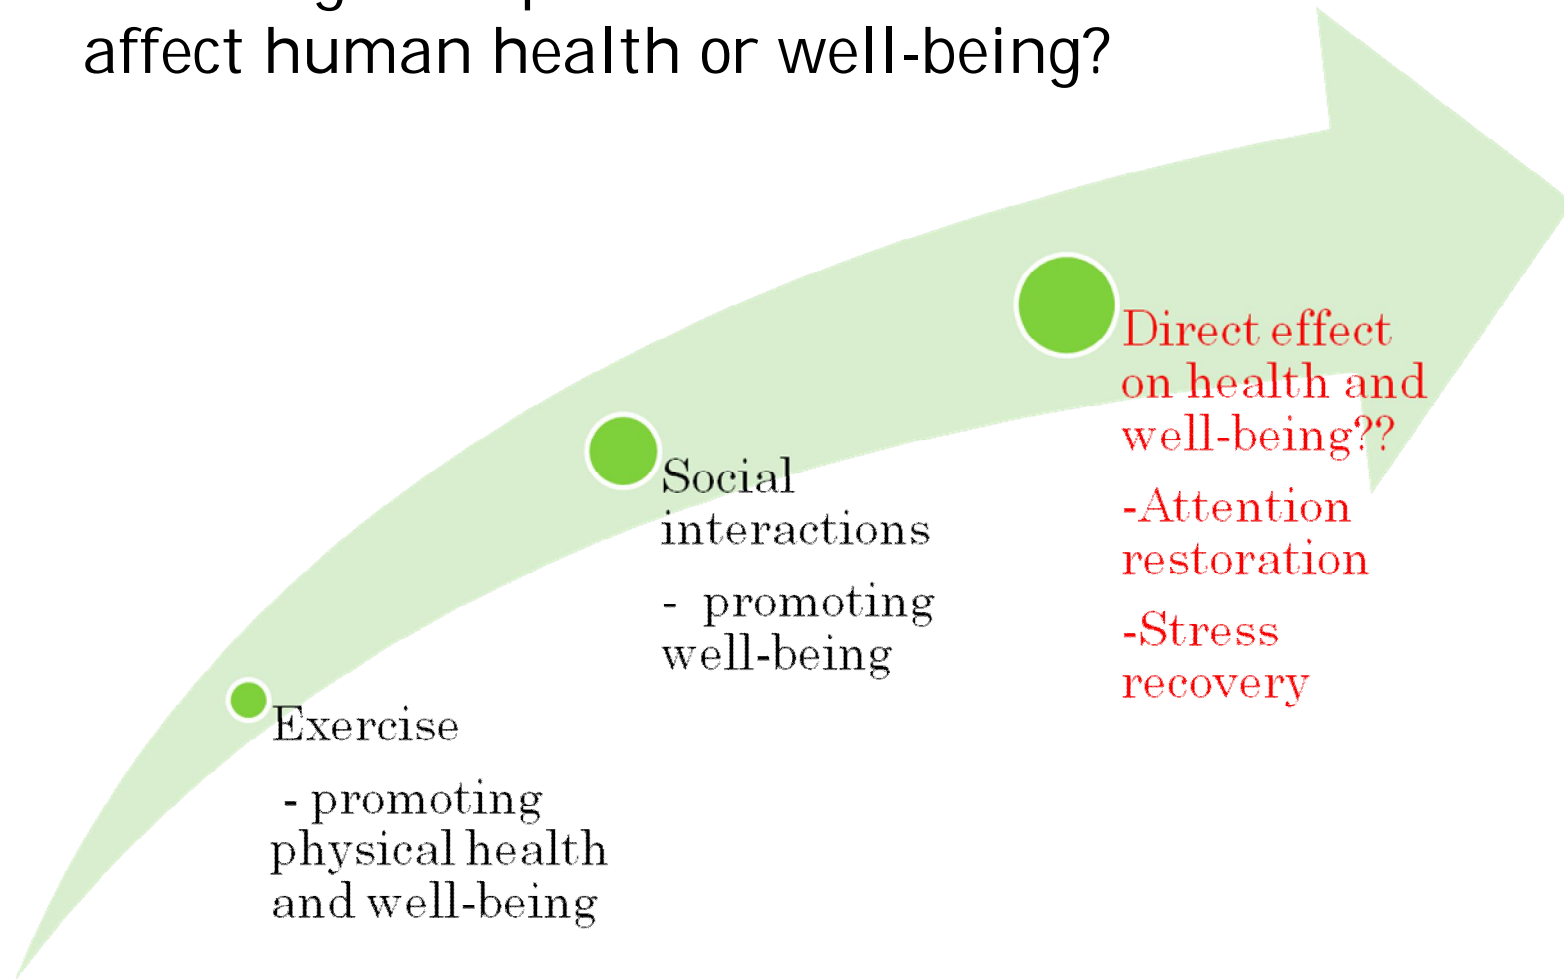 affect human health or well-being?
Direct effect
on health and
well-being??
-Attention
restoration
-Stress
recovery
Social
interactions
- promoting
well-being
Exercise
- promoting
physical health
and well-being